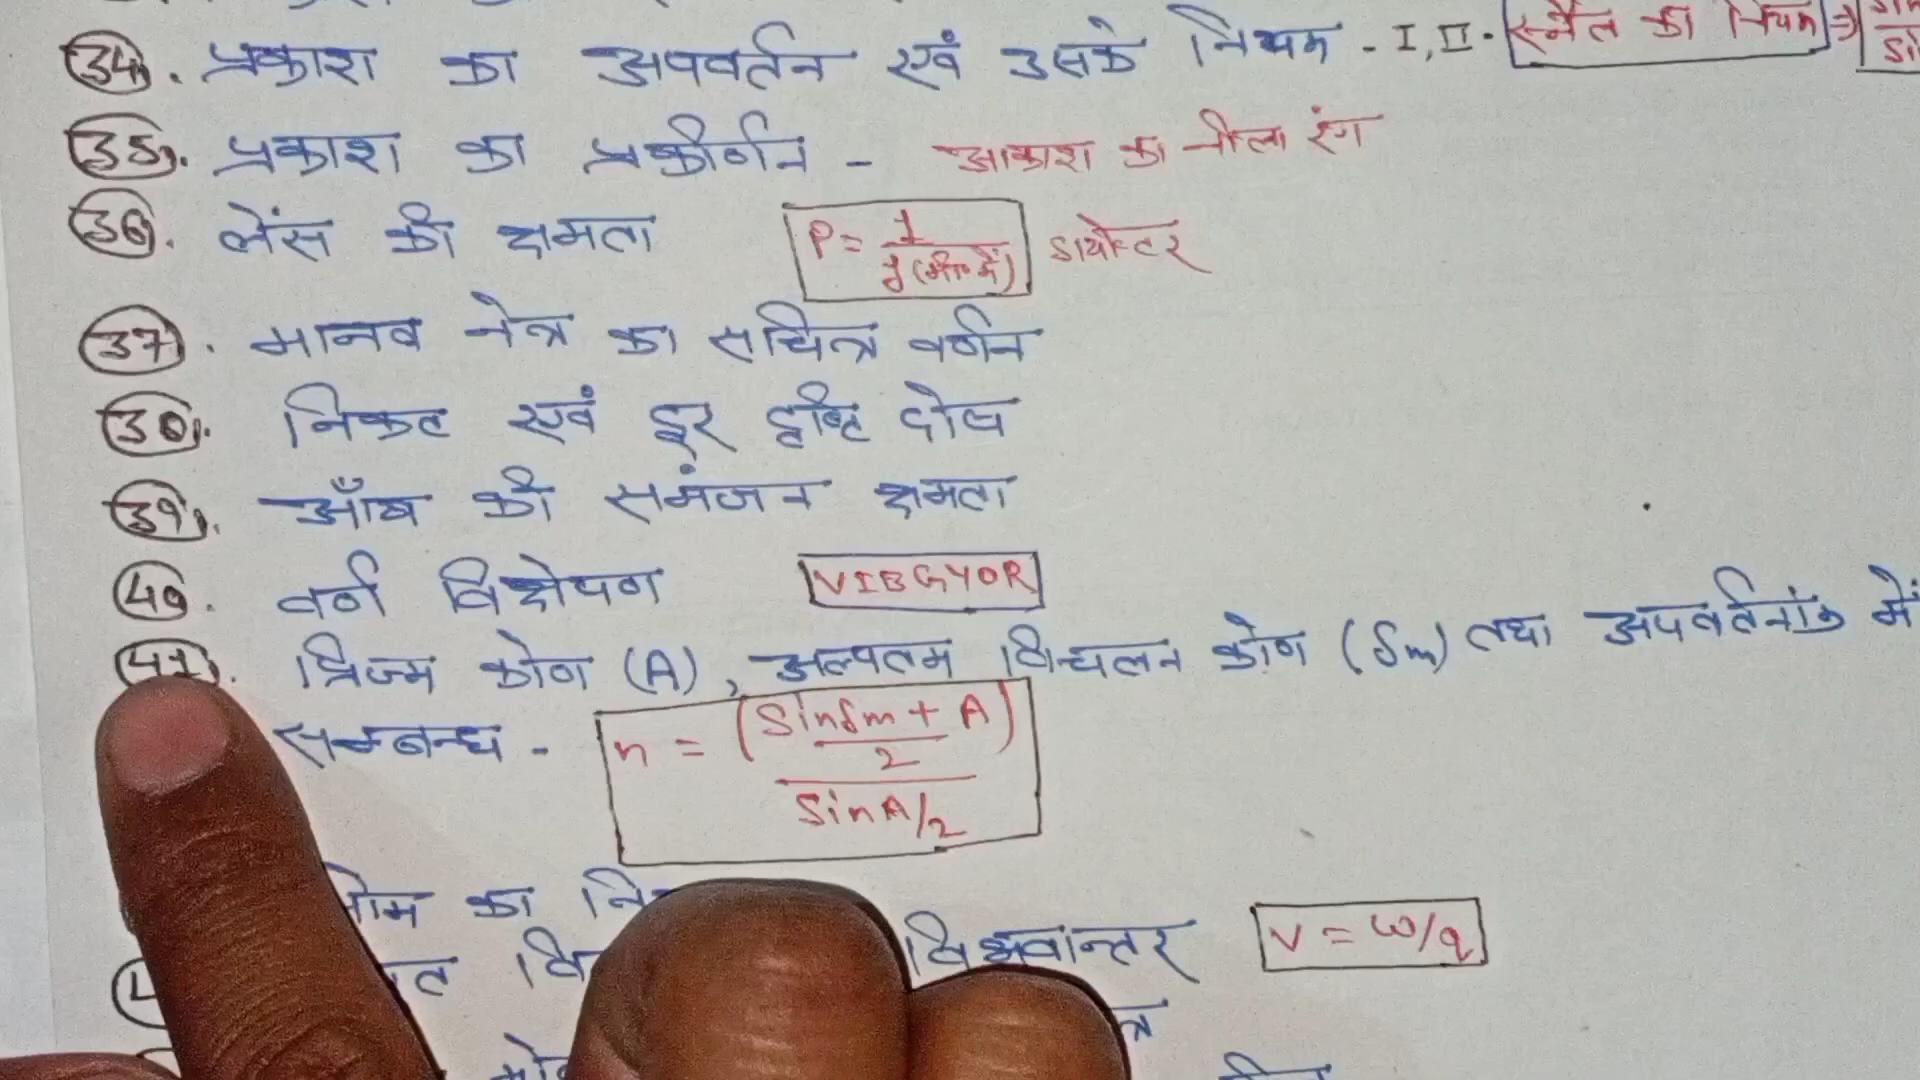 34. प्रकाश का अपवर्तन एवं उसके नियम - I, II. स्नैल का नियम ⇒
35. प्रकाश का प्रकीर्णन - आकाश का नीला रंग
36. लेंस की क्षमता P = 1/f(मी० में) डायोप्टर
37. मानव नेत्र का सचित्र वर्णन
38. निकट एवं दूर दृष्टि दोष
39. आँख की समंजन क्षमता
40. वर्ण विक्षेपण VIBGYOR
41. प्रिज्म कोण (A), अल्पतम विचलन कोण (δm) तथा अपवर्तनांक में
सम्बन्ध - n = (Sin δm + A / 2) / Sin A/2
का
विभवान्तर V = ω/q